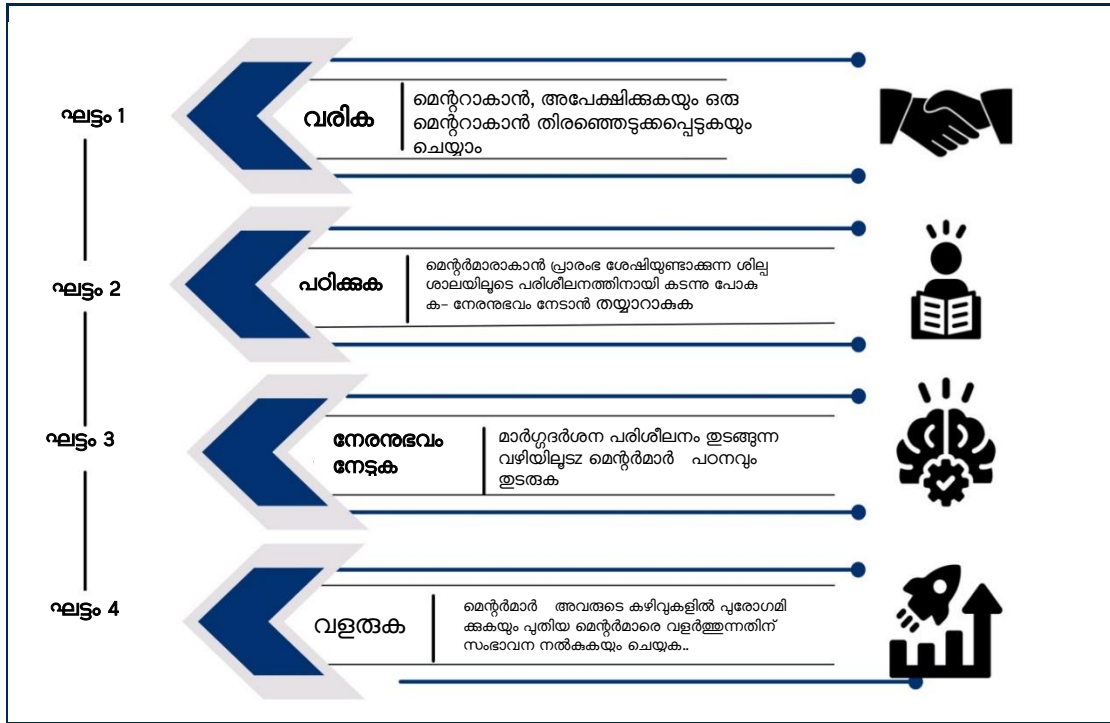 ഘട്ടം 1
വരിക
മെന്ററാകാൻ, അപേക്ഷിക്കുകയും ഒരു
മെന്ററാകാൻ തിരഞ്ഞെടുക്കപ്പെടുകയും
ചെയ്യാം
ഘട്ടം 2
പഠിക്കുക
മെന്റർമാരാകാൻ പ്രാരംഭ ശേഷിയുണ്ടാക്കുന്ന ശില്പ
ശാലയിലൂടെ പരിശീലനത്തിനായി കടന്നു പോകു
ക– നേരനുഭവം നേടാൻ തയ്യാറാകുക
ഘട്ടം 3
നേരനുഭവം
നേടുക
മാർഗ്ഗദർശന പരിശീലനം തുടങ്ങുന്ന
വഴിയിലൂടz മെന്റർമാർ പഠനവും
തുടരുക
ഘട്ടം 4
വളരുക
മെന്റർമാർ അവരുടെ കഴിവുകളിൽ പുരോഗമി
ക്കുകയും പുതിയ മെന്റർമാരെ വളർത്തുന്നതിന്
സംഭാവന നൽകുകയും ചെയ്യുക..